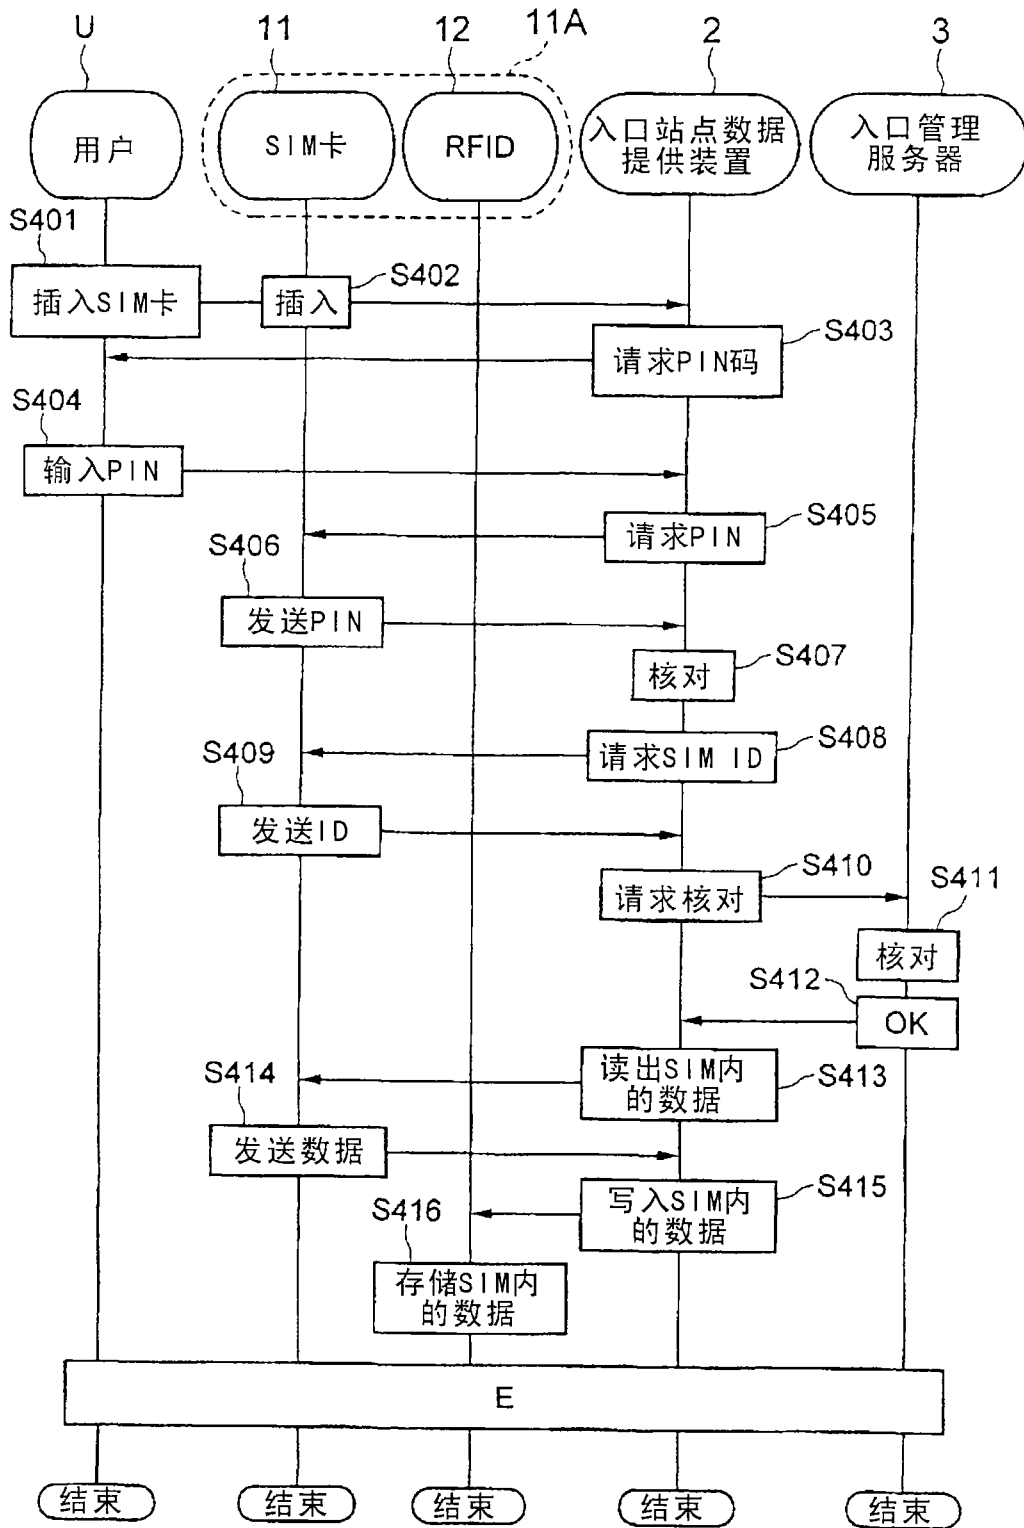 U
11
12
11A
2
3
用户
SIM卡
RFID
入口站点数据
提供装置
入口管理
服务器
S401
插入SIM卡
插入
S402
请求PIN码
S403
S404
输入PIN
请求PIN
S405
S406
发送PIN
核对
S407
请求SIM ID
S408
S409
发送ID
请求核对
S410
S411
核对
S412
OK
读出SIM内
的数据
S413
S414
发送数据
写入SIM内
的数据
S415
S416
存储SIM内
的数据
E
结束
结束
结束
结束
结束